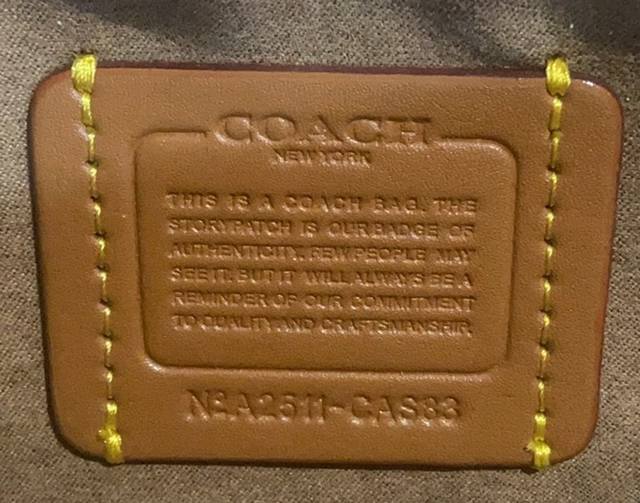 COACH
NEW YORK
THIS IS A COACH BAG. THE
STORYPATCH IS OUR BADGE OF
AUTHENTICITY. FEW PEOPLE MAY
SEE IT. BUT IT WILL ALWAYS BE A
REMINDER OF OUR COMMITMENT
TO QUALITY AND CRAFTSMANSHIP.
Nº A2511-CAS83